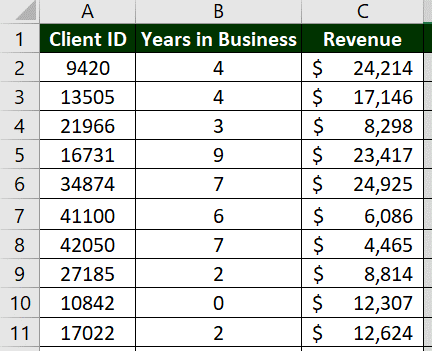 A B C
1 Client ID Years in Business Revenue
2 9420 4 $ 24,214
3 13505 4 $ 17,146
4 21966 3 $ 8,298
5 16731 9 $ 23,417
6 34874 7 $ 24,925
7 41100 6 $ 6,086
8 42050 7 $ 4,465
9 27185 2 $ 8,814
10 10842 0 $ 12,307
11 17022 2 $ 12,624